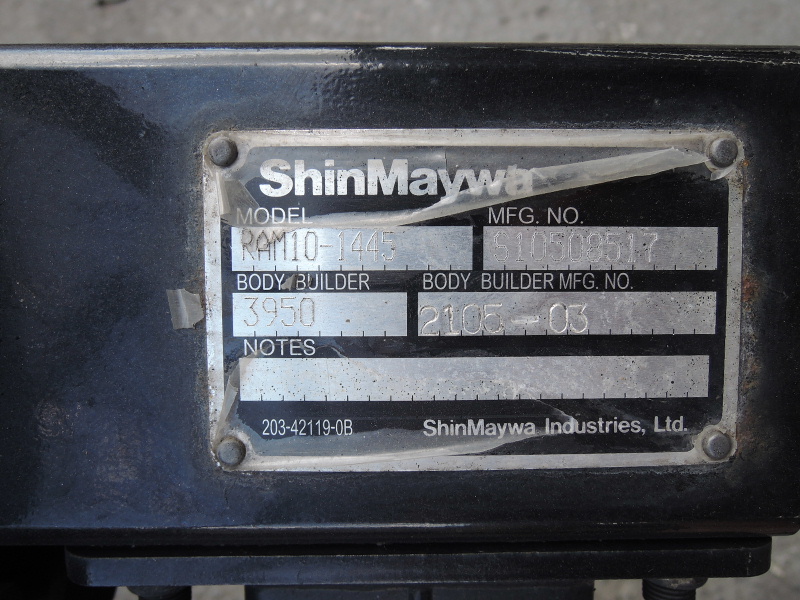 ShinMaywa
MODEL MFG. NO.
RAM10-1445 610508517
BODY BUILDER BODY BUILDER MFG. NO.
3950 2105-03
NOTES
203-42119-0B ShinMaywa Industries, Ltd.